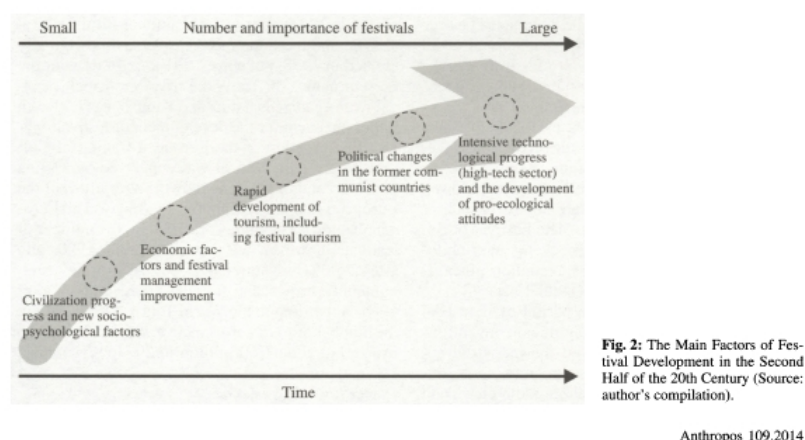 Small Number and importance of festivals Large
Civilization prog-
ress and new socio-
psychological factors
Economic fac-
tors and festival
management
improvement
Rapid
development of
tourism, includ-
ing festival tourism
Political changes
in the former com-
munist countries
Intensive techno-
logical progress
(high-tech sector)
and the development
of pro-ecological
attitudes
Time
Fig. 2: The Main Factors of Fes-
tival Development in the Second
Half of the 20th Century (Source:
author's compilation).
Anthropos 109.2014